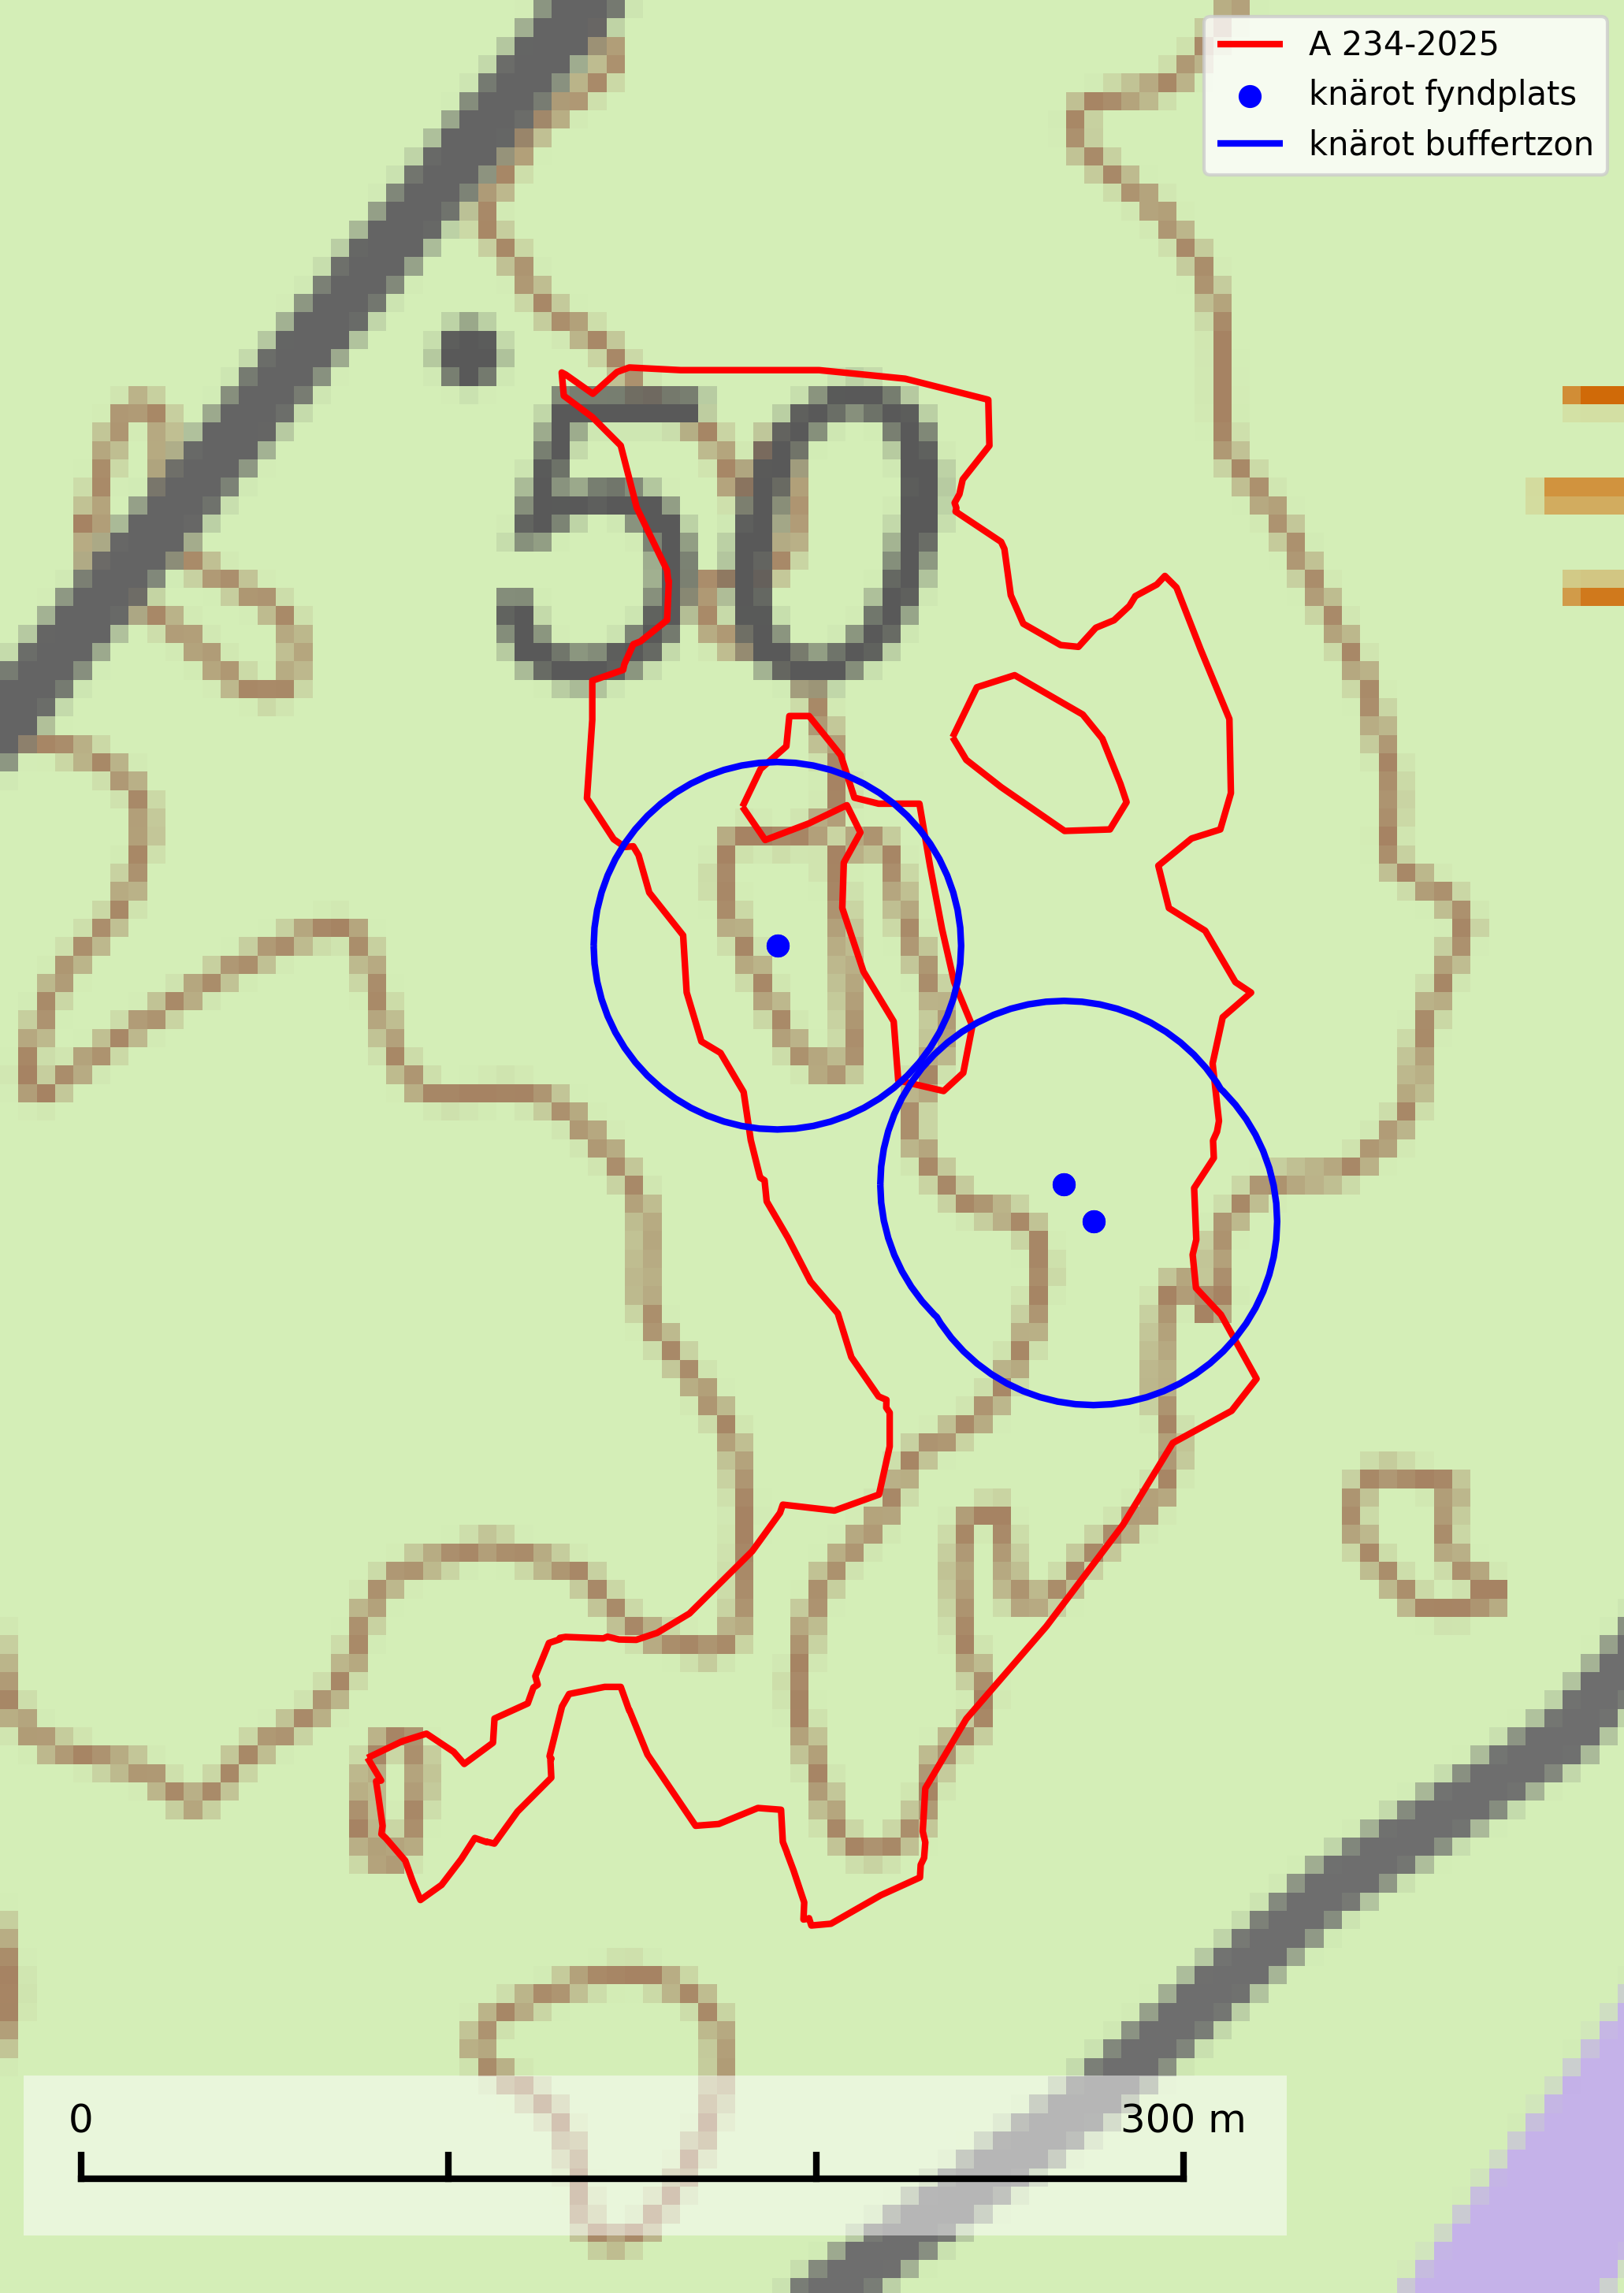 A 234-2025
knärot fyndplats
knärot buffertzon
50
0 300 m